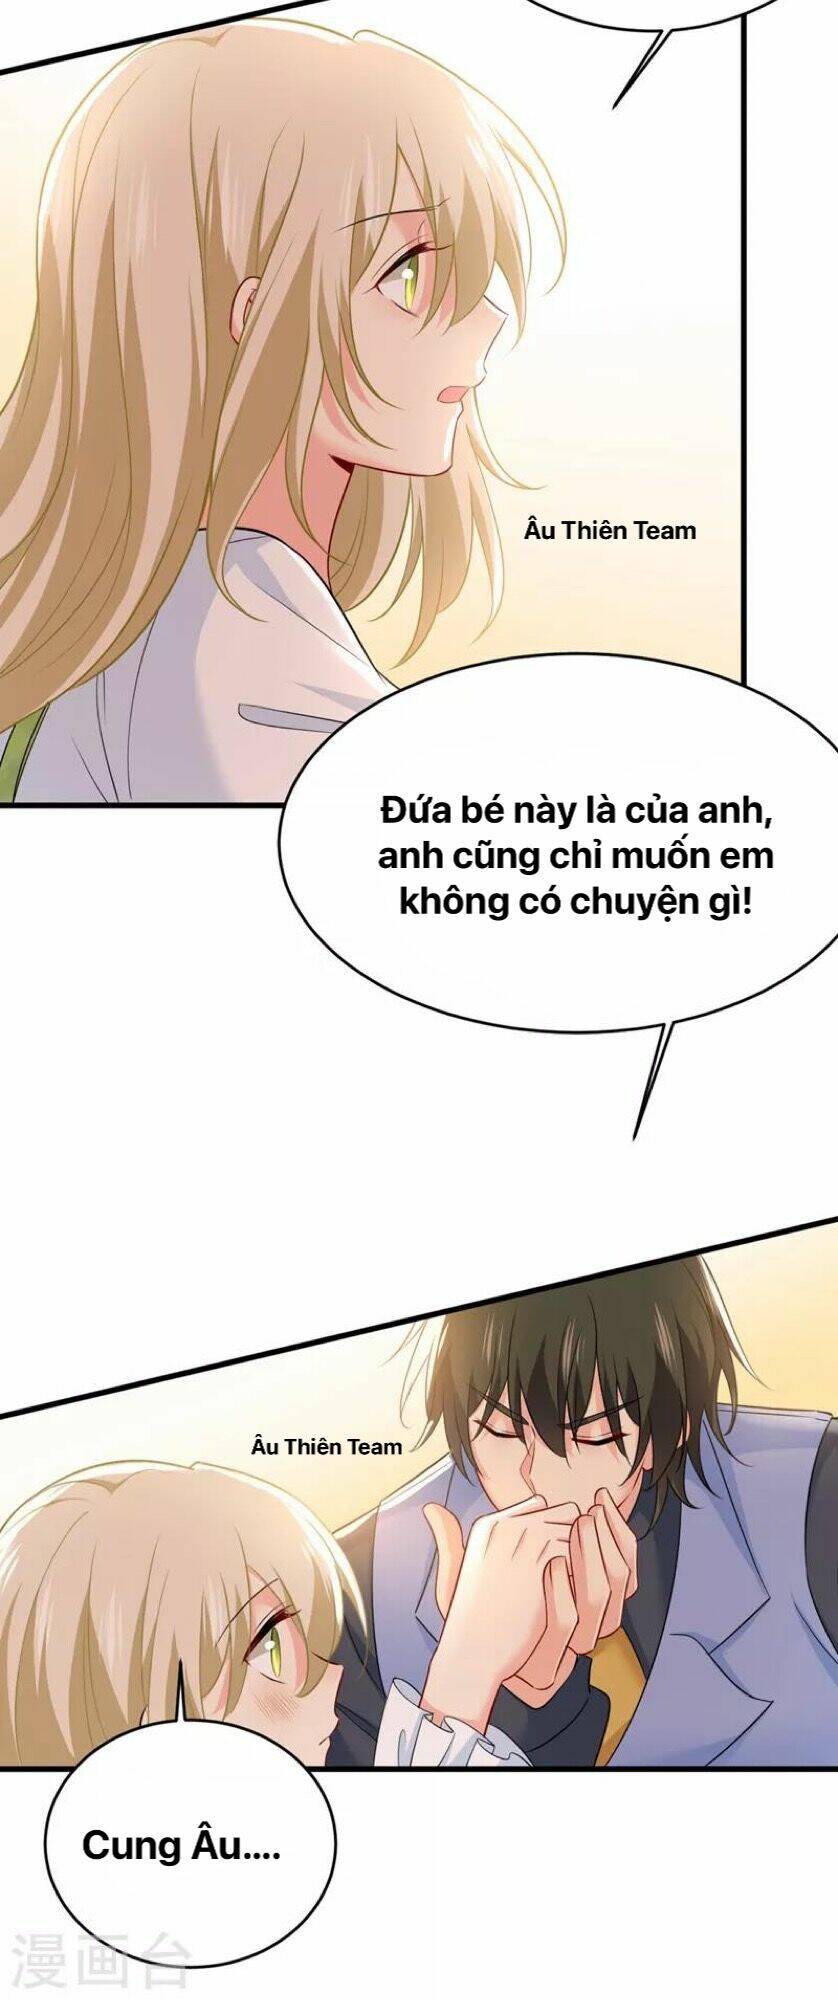 Âu Thiên Team
Đứa bé này là của anh,
anh cũng chỉ muốn em
không có chuyện gì!
Âu Thiên Team
Cung Âu....
漫画台